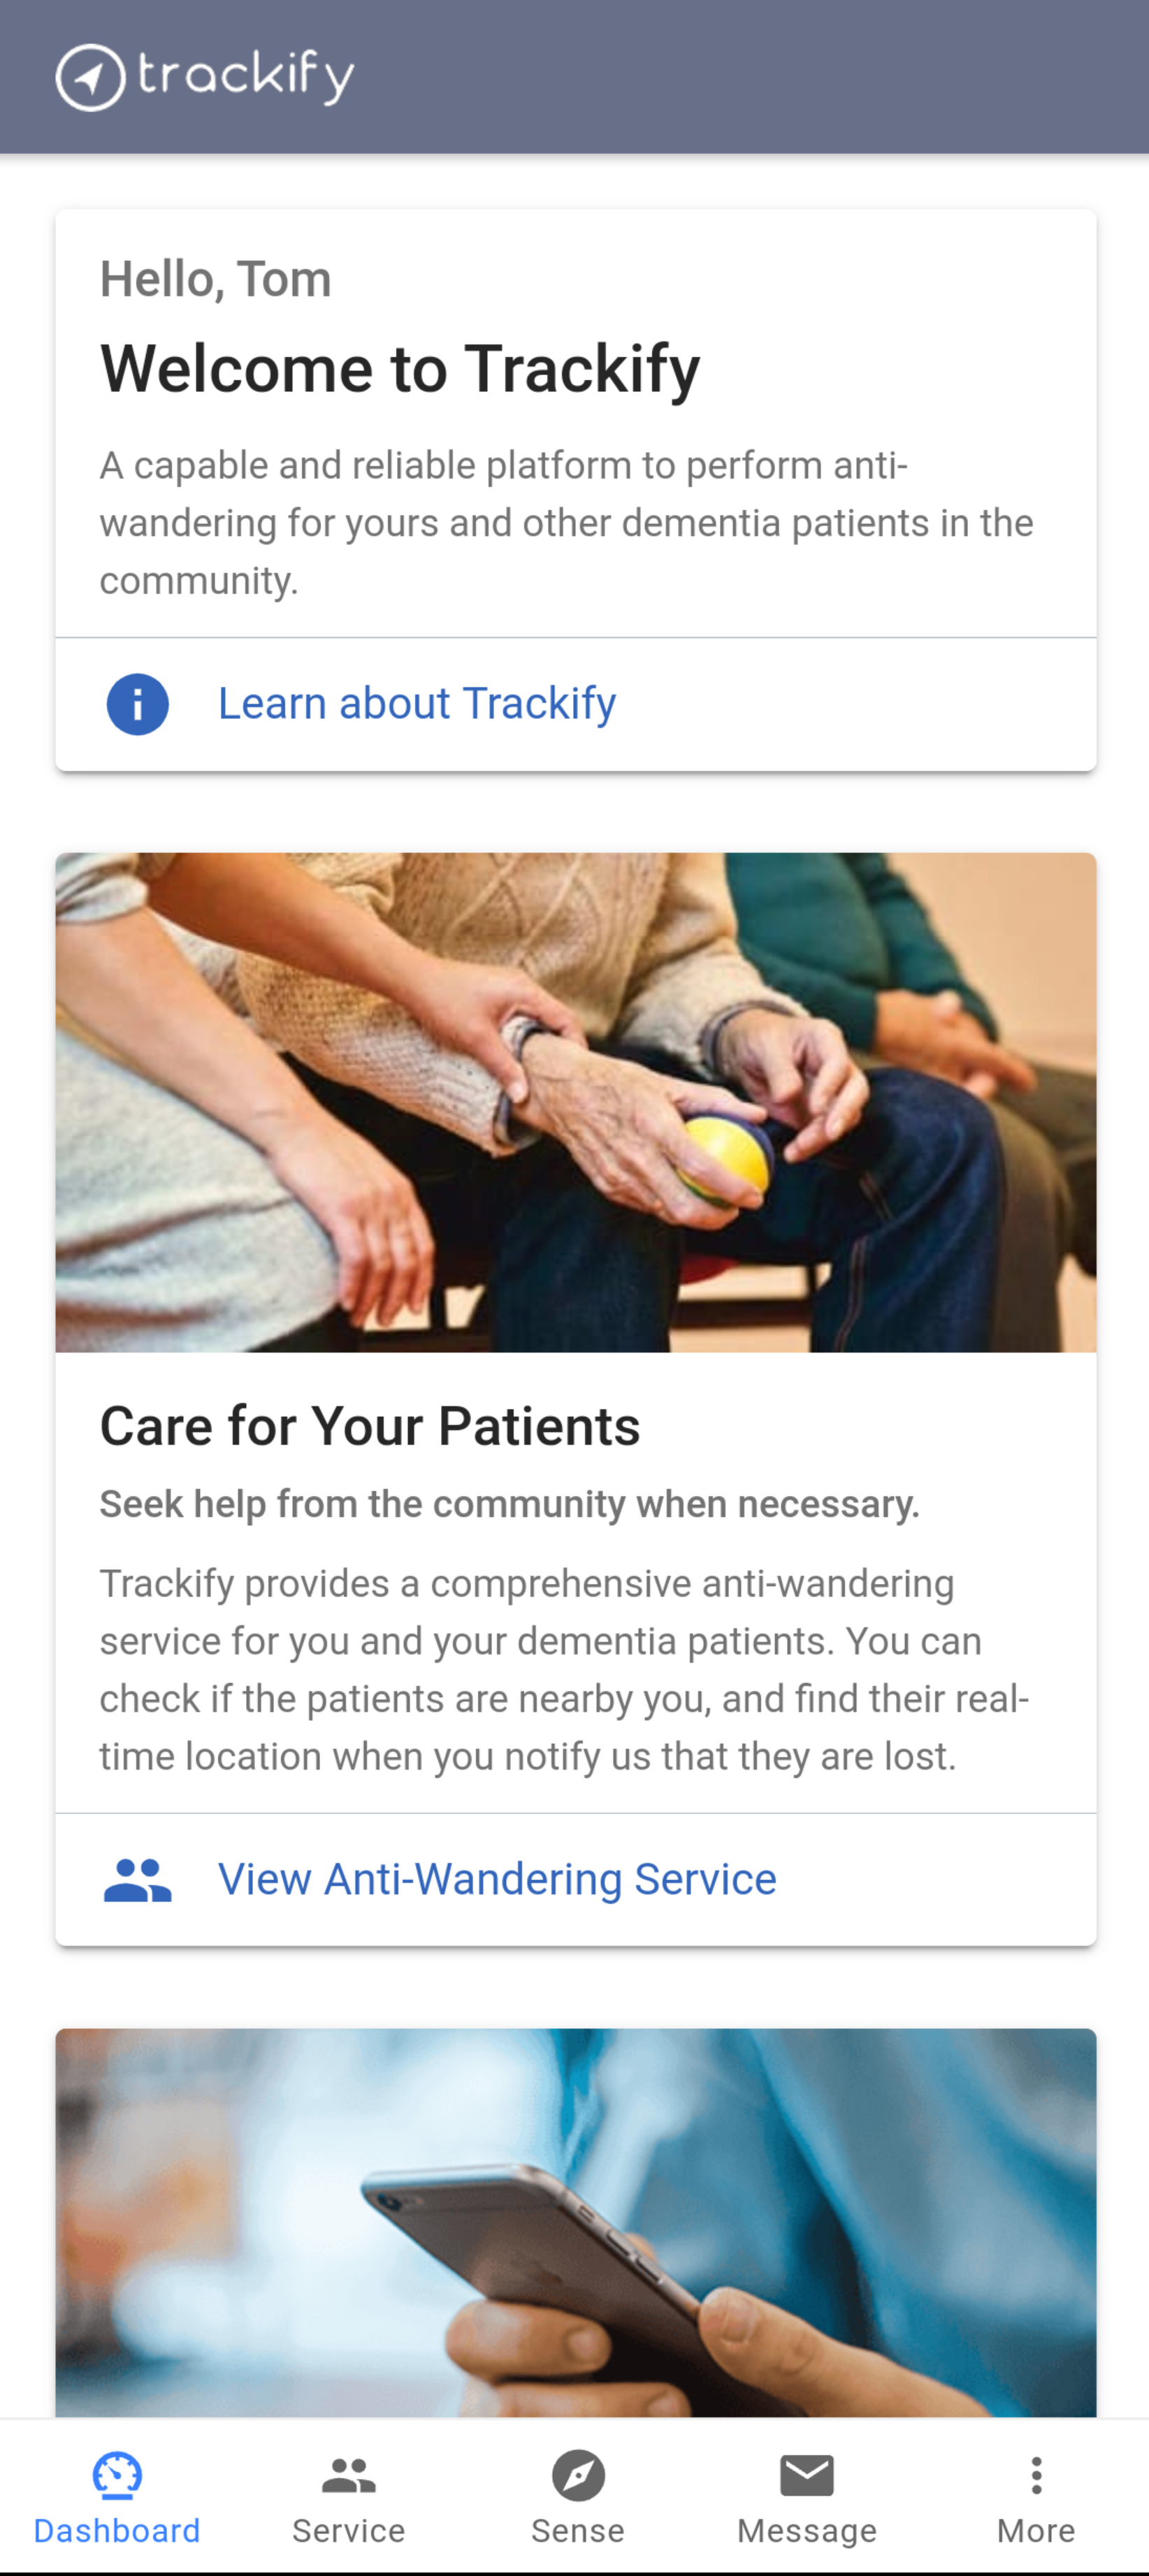 trackify
Hello, Tom
Welcome to Trackify
A capable and reliable platform to perform anti-
wandering for yours and other dementia patients in the
community.
Learn about Trackify
Care for Your Patients
Seek help from the community when necessary.
Trackify provides a comprehensive anti-wandering
service for you and your dementia patients. You can
check if the patients are nearby you, and find their real-
time location when you notify us that they are lost.
View Anti-Wandering Service
Dashboard
Service
Sense
Message
More